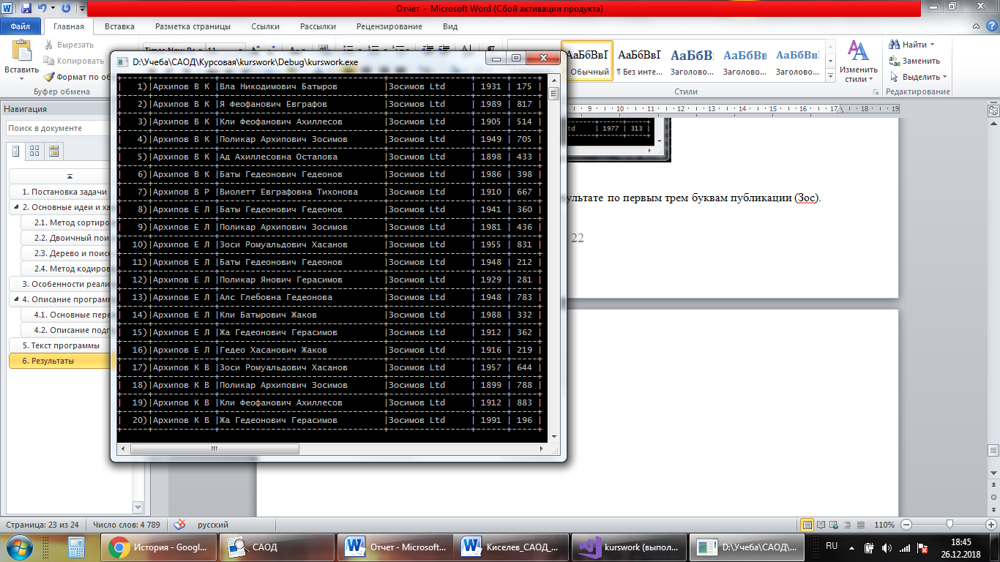 Отчет - Microsoft Word (Сбой активации продукта)
Файл Главная Вставка Разметка страницы Ссылки Рассылки Рецензирование Вид
Вырезать
Копировать
Формат по об
Вставить
Буфер обмена
АаБбВвГ АаБбВвГ АаБбВв АаБбВвГ АаБбВвГ
Обычный ¶ Без инте... Заголово... Заголово... Заголово...
Изменить стили
Стили
Найти
Заменить
Выделить
Редактирование
Навигация
Поиск в документе
1. Постановка задачи
2. Основные идеи и ха
2.1. Метод сортиро
2.2. Двоичный пои
2.3. Дерево и поиск
2.4. Метод кодиров
3. Особенности реали
4. Описание програм
4.1. Основные пере
4.2. Описание подп
5. Текст программы
6. Результаты
D:\Учеба\САОД\Курсовая\kurswork\Debug\kurswork.exe
| 1)|Архипов В К |Вла Никодимович Батыров |Зосимов Ltd | 1931 | 175 |
| 2)|Архипов В К |Я Феофанович Евграфов |Зосимов Ltd | 1989 | 817 |
| 3)|Архипов В К |Кли Феофанович Ахиллесов |Зосимов Ltd | 1905 | 514 |
| 4)|Архипов В К |Поликар Архипович Зосимов |Зосимов Ltd | 1949 | 705 |
| 5)|Архипов В К |Ад Ахиллесовна Остапова |Зосимов Ltd | 1898 | 433 |
| 6)|Архипов В К |Баты Гедеонович Гедеонов |Зосимов Ltd | 1986 | 398 |
| 7)|Архипов В Р |Виолетт Евграфовна Тихонова |Зосимов Ltd | 1910 | 667 |
| 8)|Архипов Е Л |Баты Гедеонович Гедеонов |Зосимов Ltd | 1941 | 360 |
| 9)|Архипов Е Л |Поликар Архипович Зосимов |Зосимов Ltd | 1981 | 436 |
| 10)|Архипов Е Л |Зоси Ромуальдович Хасанов |Зосимов Ltd | 1955 | 831 |
| 11)|Архипов Е Л |Баты Гедеонович Гедеонов |Зосимов Ltd | 1948 | 212 |
| 12)|Архипов Е Л |Поликар Янович Герасимов |Зосимов Ltd | 1929 | 281 |
| 13)|Архипов Е Л |Алс Глебовна Гедеонова |Зосимов Ltd | 1948 | 783 |
| 14)|Архипов Е Л |Кли Батырович Жаков |Зосимов Ltd | 1988 | 332 |
| 15)|Архипов Е Л |Жа Гедеонович Герасимов |Зосимов Ltd | 1912 | 362 |
| 16)|Архипов Е Л |Гедео Хасанович Жаков |Зосимов Ltd | 1916 | 219 |
| 17)|Архипов К В |Зоси Ромуальдович Хасанов |Зосимов Ltd | 1957 | 644 |
| 18)|Архипов К В |Поликар Архипович Зосимов |Зосимов Ltd | 1899 | 788 |
| 19)|Архипов К В |Кли Феофанович Ахиллесов |Зосимов Ltd | 1912 | 883 |
| 20)|Архипов К В |Жа Гедеонович Герасимов |Зосимов Ltd | 1991 | 196 |
9 10 11 12 13 14 15 16 17 18 19
td | 1977 | 313 |
ультате по первым трем буквам публикации (Зос).
22
Страница: 23 из 24 Число слов: 4 789 русский 110%
История - Googl... САОД Отчет - Microsoft... Киселев_САОД_... kurswork (выпол... D:\Учеба\САОД\...
RU 18:45
26.12.2018